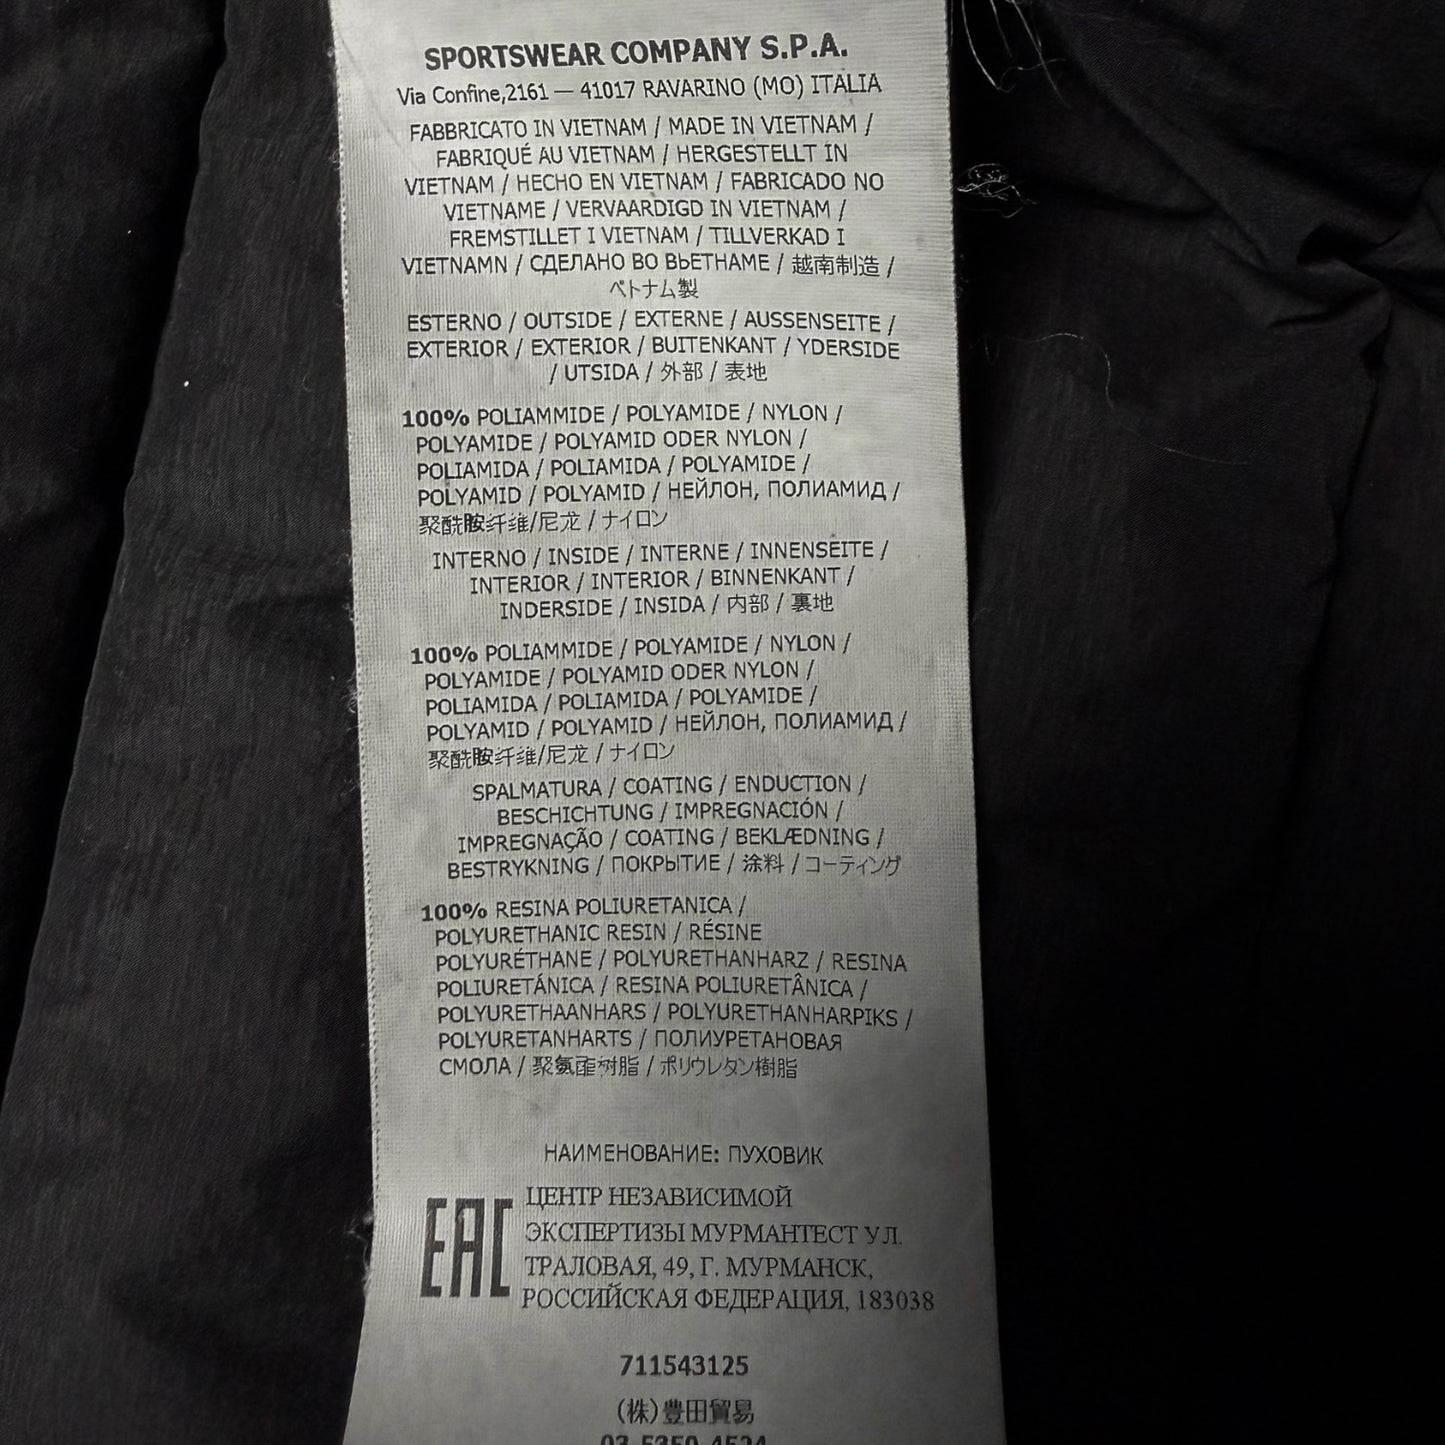 SPORTSWEAR COMPANY S.P.A.
Via Confine,2161 — 41017 RAVARINO (MO) ITALIA
FABBRICATO IN VIETNAM / MADE IN VIETNAM /
FABRIQUÉ AU VIETNAM / HERGESTELLT IN
VIETNAM / HECHO EN VIETNAM / FABRICADO NO
VIETNAME / VERVAARDIGD IN VIETNAM /
FREMSTILLET I VIETNAM / TILLVERKAD I
VIETNAMN / СДЕЛАНО ВО ВЬЕТНАМЕ / 越南制造 /
ベトナム製
ESTERNO / OUTSIDE / EXTERNE / AUSSENSEITE /
EXTERIOR / EXTERIOR / BUITENKANT / YDERSIDE
/ UTSIDA / 外部 / 表地
100% POLIAMMIDE / POLYAMIDE / NYLON /
POLYAMIDE / POLYAMID ODER NYLON /
POLIAMIDA / POLIAMIDA / POLYAMIDE /
POLYAMID / POLYAMID / НЕЙЛОН, ПОЛИАМИД /
聚酰胺纤维/尼龙 / ナイロン
INTERNO / INSIDE / INTERNE / INNENSEITE /
INTERIOR / INTERIOR / BINNENKANT /
INDERSIDE / INSIDA / 内部 / 裏地
100% POLIAMMIDE / POLYAMIDE / NYLON /
POLYAMIDE / POLYAMID ODER NYLON /
POLIAMIDA / POLIAMIDA / POLYAMIDE /
POLYAMID / POLYAMID / НЕЙЛОН, ПОЛИАМИД /
聚酰胺纤维/尼龙 / ナイロン
SPALMATURA / COATING / ENDUCTION /
BESCHICHTUNG / IMPREGNACIÓN /
IMPREGNAÇÃO / COATING / BEKLÆDNING /
BESTRYKNING / ПОКРЫТИЕ / 涂料 / コーティング
100% RESINA POLIURETANICA /
POLYURETHANIC RESIN / RÉSINE
POLYURÉTHANE / POLYURETHANHARZ / RESINA
POLIURETÁNICA / RESINA POLIURETÂNICA /
POLYURETHAANHARS / POLYURETHANHARPIKS /
POLYURETANHARTS / ПОЛИУРЕТАНОВАЯ
СМОЛА / 聚氨酯树脂 / ポリウレタン樹脂
НАИМЕНОВАНИЕ: ПУХОВИК
EAC ЦЕНТР НЕЗАВИСИМОЙ
ЭКСПЕРТИЗЫ МУРМАНТЕСТ УЛ.
ТРАЛОВАЯ, 49, Г. МУРМАНСК,
РОССИЙСКАЯ ФЕДЕРАЦИЯ, 183038
711543125
(株)豊田貿易
03-5350-4524